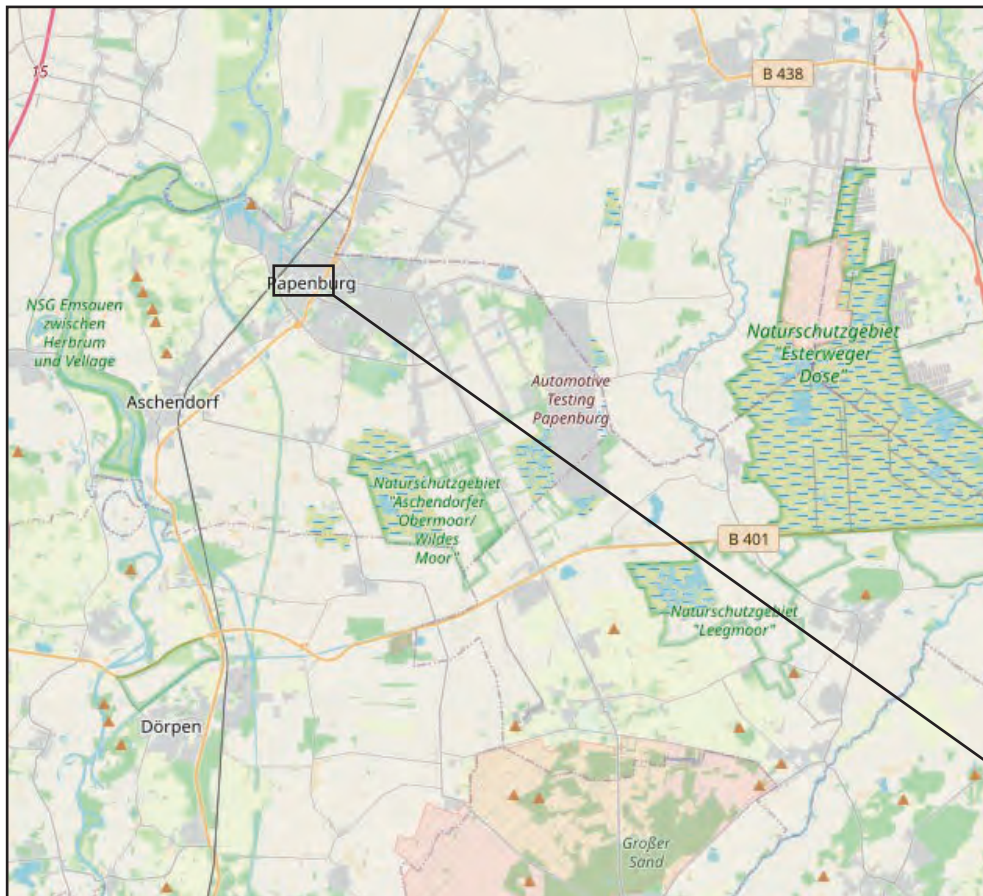 15
B 438
Papenburg
NSG Emsauen
zwischen
Herbrum
und Vellage
Naturschutzgebiet
"Esterweger
Dose"
Automotive
Testing
Papenburg
Aschendorf
Naturschutzgebiet
"Aschendorfer
Obermoor/
Wildes
Moor"
B 401
Naturschutzgebiet
"Leegmoor"
Dörpen
Großer
Sand